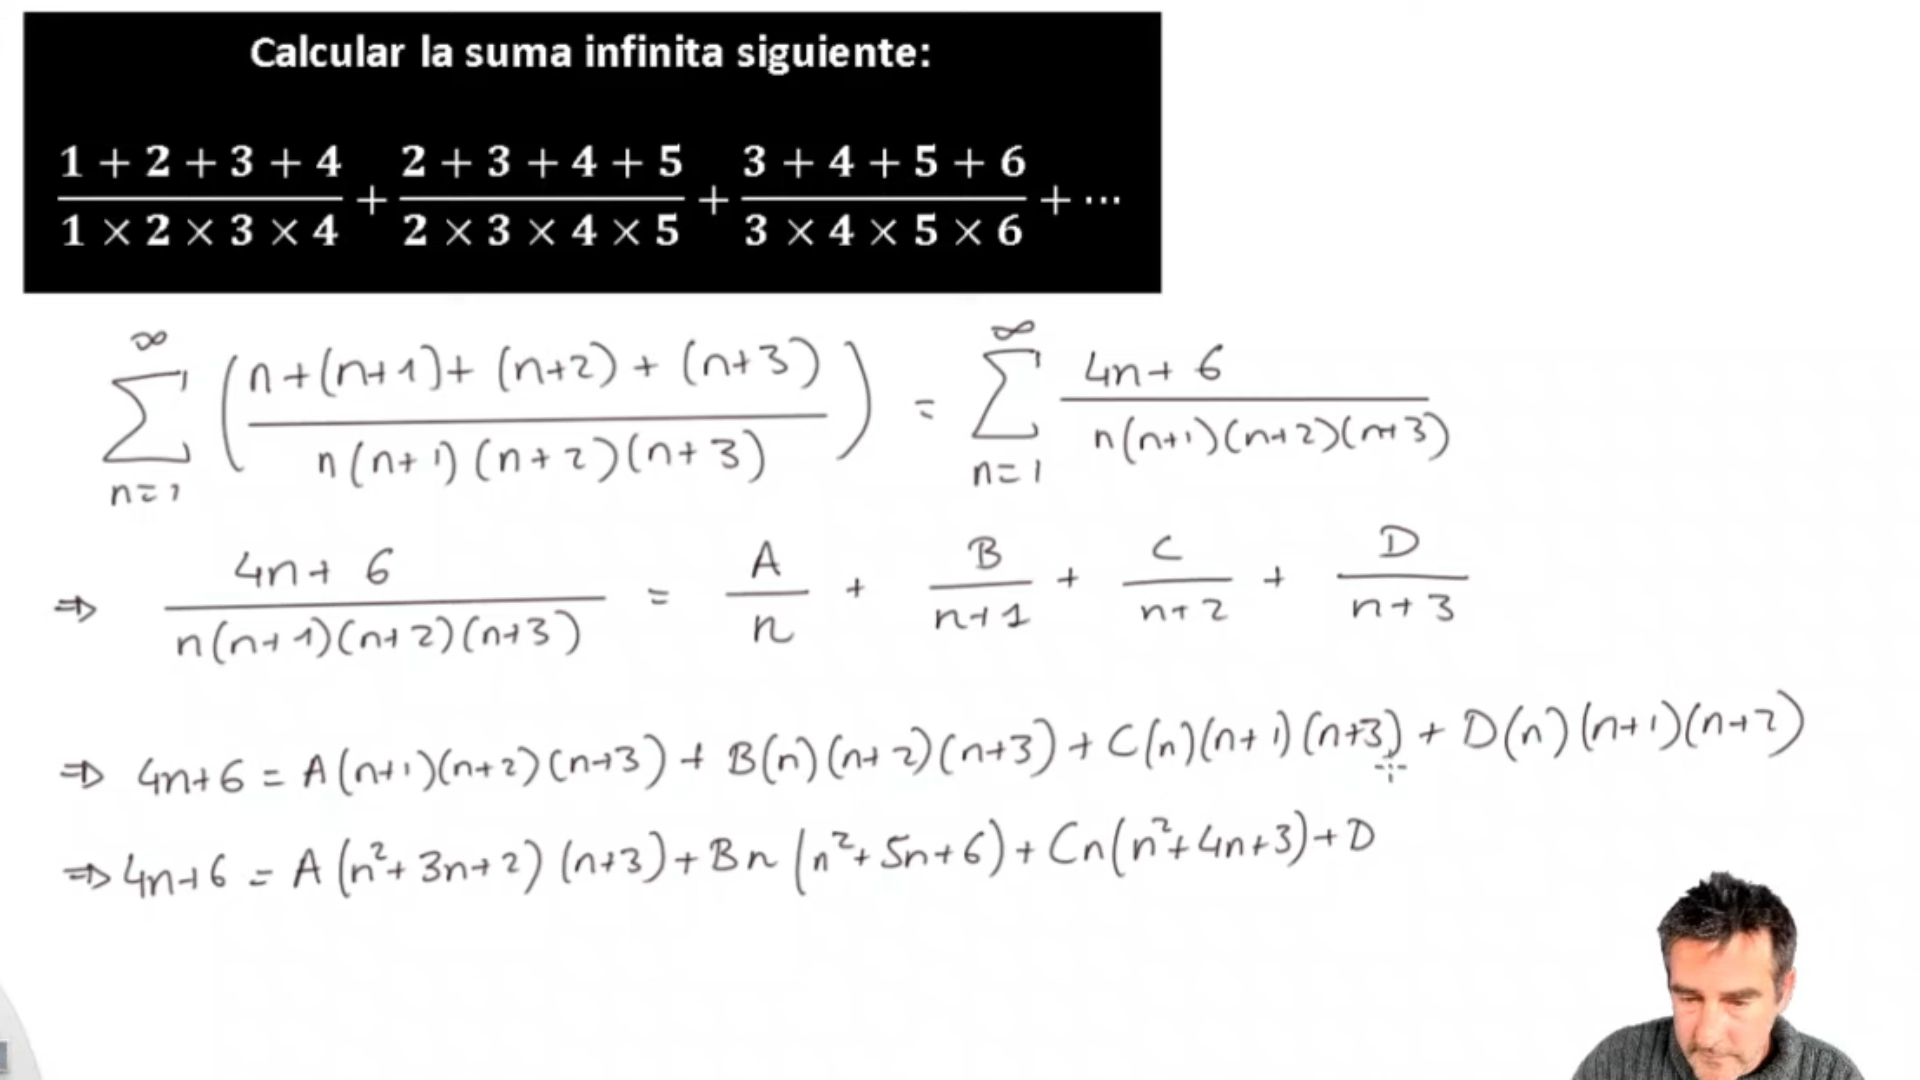 Calcular la suma infinita siguiente:
1 + 2 + 3 + 4 / 1 × 2 × 3 × 4 + 2 + 3 + 4 + 5 / 2 × 3 × 4 × 5 + 3 + 4 + 5 + 6 / 3 × 4 × 5 × 6 + ...
∞ ∑ n=1 ( n+(n+1)+(n+2)+(n+3) / n(n+1)(n+2)(n+3) ) = ∞ ∑ n=1 4n+6 / n(n+1)(n+2)(n+3)
⇒ 4n+6 / n(n+1)(n+2)(n+3) = A / n + B / n+1 + C / n+2 + D / n+3
⇒ 4n+6 = A(n+1)(n+2)(n+3) + B(n)(n+2)(n+3) + C(n)(n+1)(n+3) + D(n)(n+1)(n+2)
⇒ 4n+6 = A(n²+3n+2)(n+3) + Bn(n²+5n+6) + Cn(n²+4n+3) + D